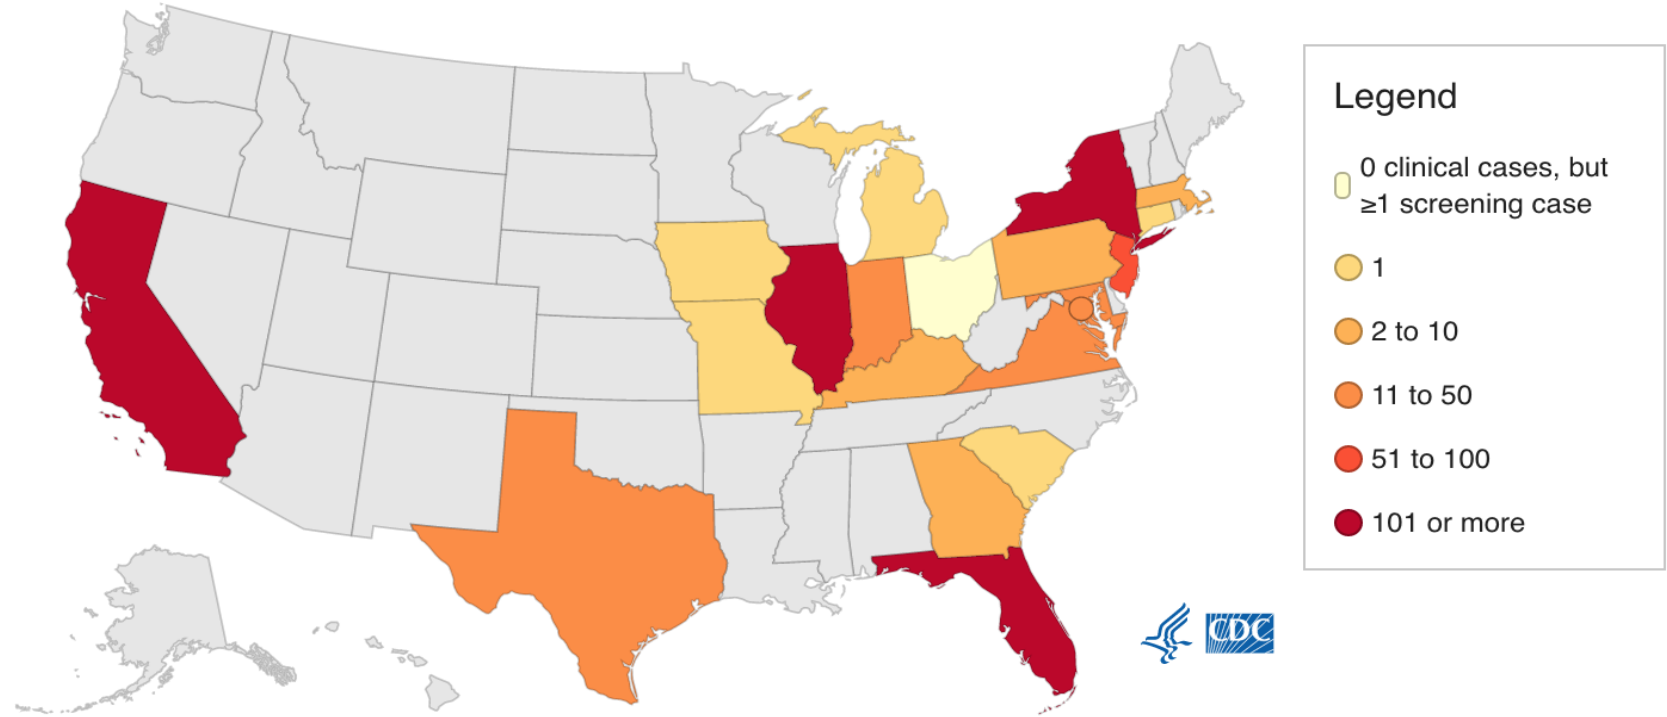 Legend
0 clinical cases, but
≥1 screening case
1
2 to 10
11 to 50
51 to 100
101 or more
CDC